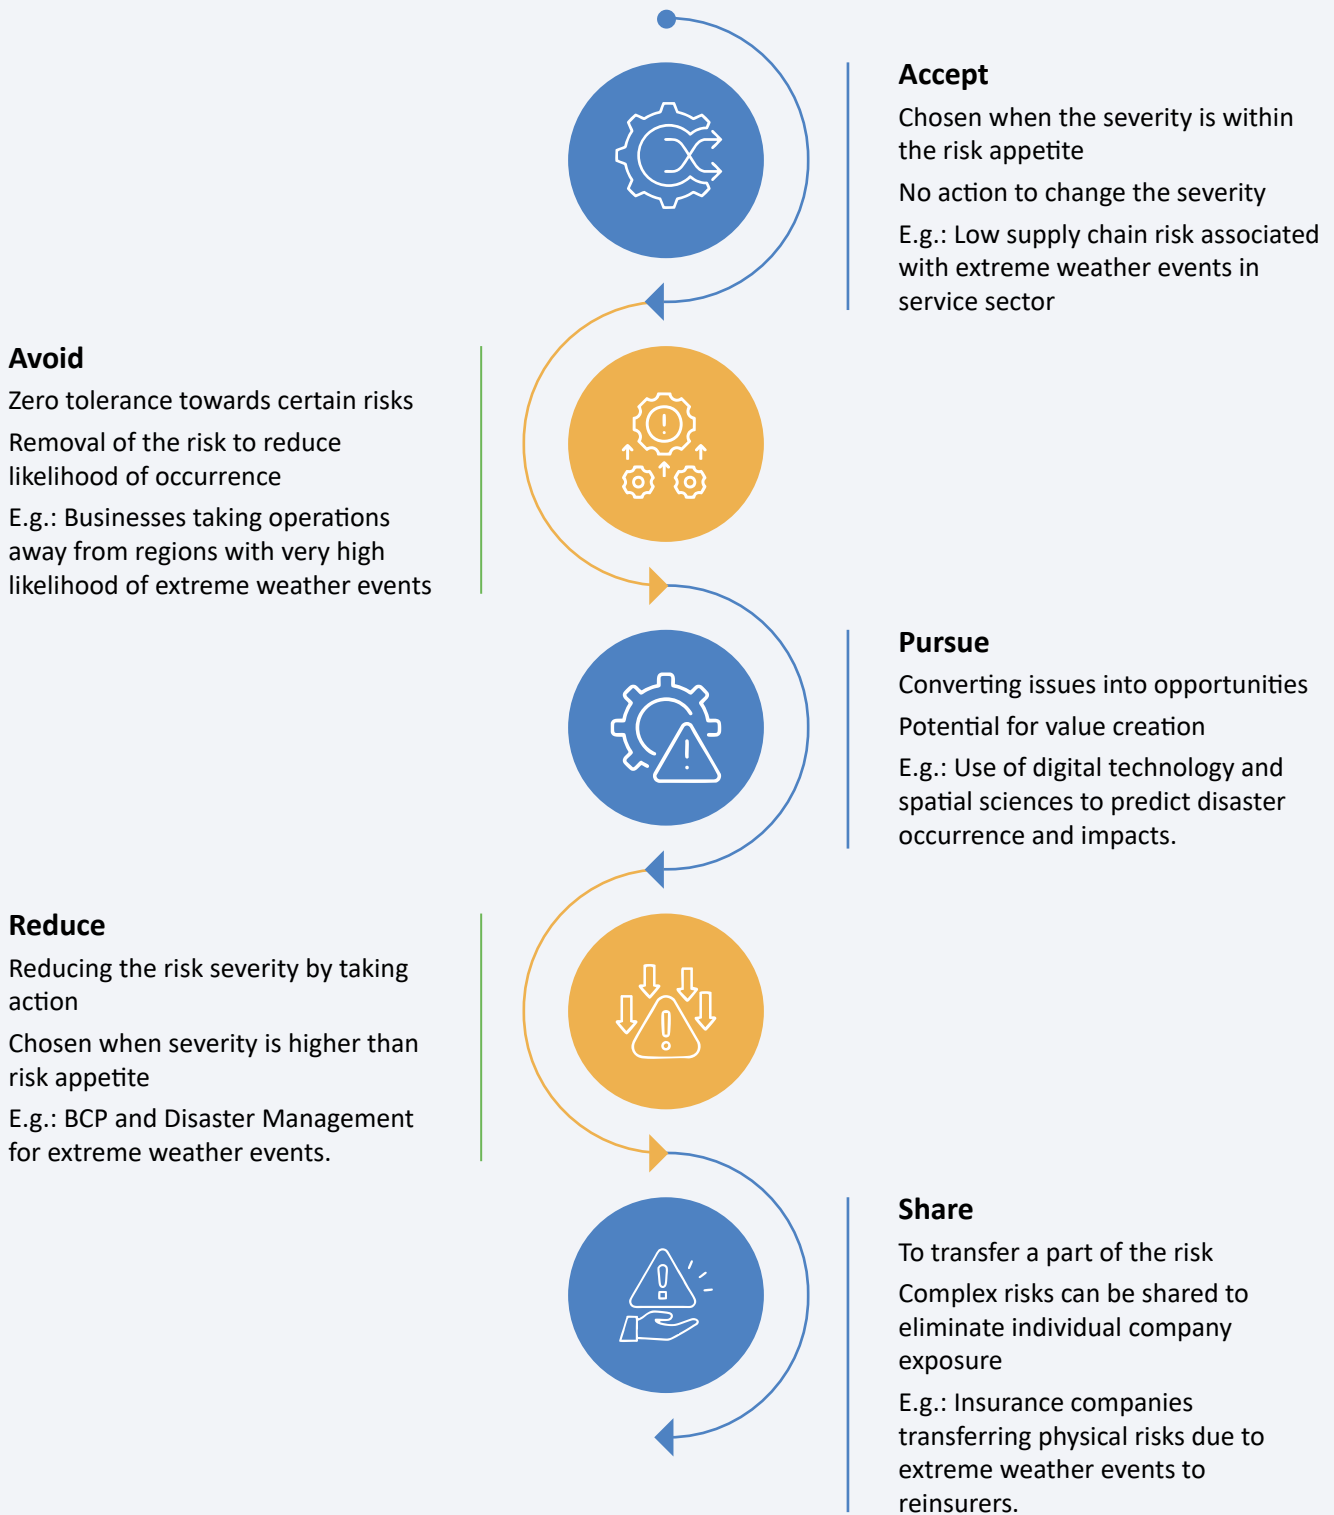 Accept
Chosen when the severity is within
the risk appetite
No action to change the severity
E.g.: Low supply chain risk associated
with extreme weather events in
service sector
Avoid
Zero tolerance towards certain risks
Removal of the risk to reduce
likelihood of occurrence
E.g.: Businesses taking operations
away from regions with very high
likelihood of extreme weather events
Pursue
Converting issues into opportunities
Potential for value creation
E.g.: Use of digital technology and
spatial sciences to predict disaster
occurrence and impacts.
Reduce
Reducing the risk severity by taking
action
Chosen when severity is higher than
risk appetite
E.g.: BCP and Disaster Management
for extreme weather events.
Share
To transfer a part of the risk
Complex risks can be shared to
eliminate individual company
exposure
E.g.: Insurance companies
transferring physical risks due to
extreme weather events to
reinsurers.